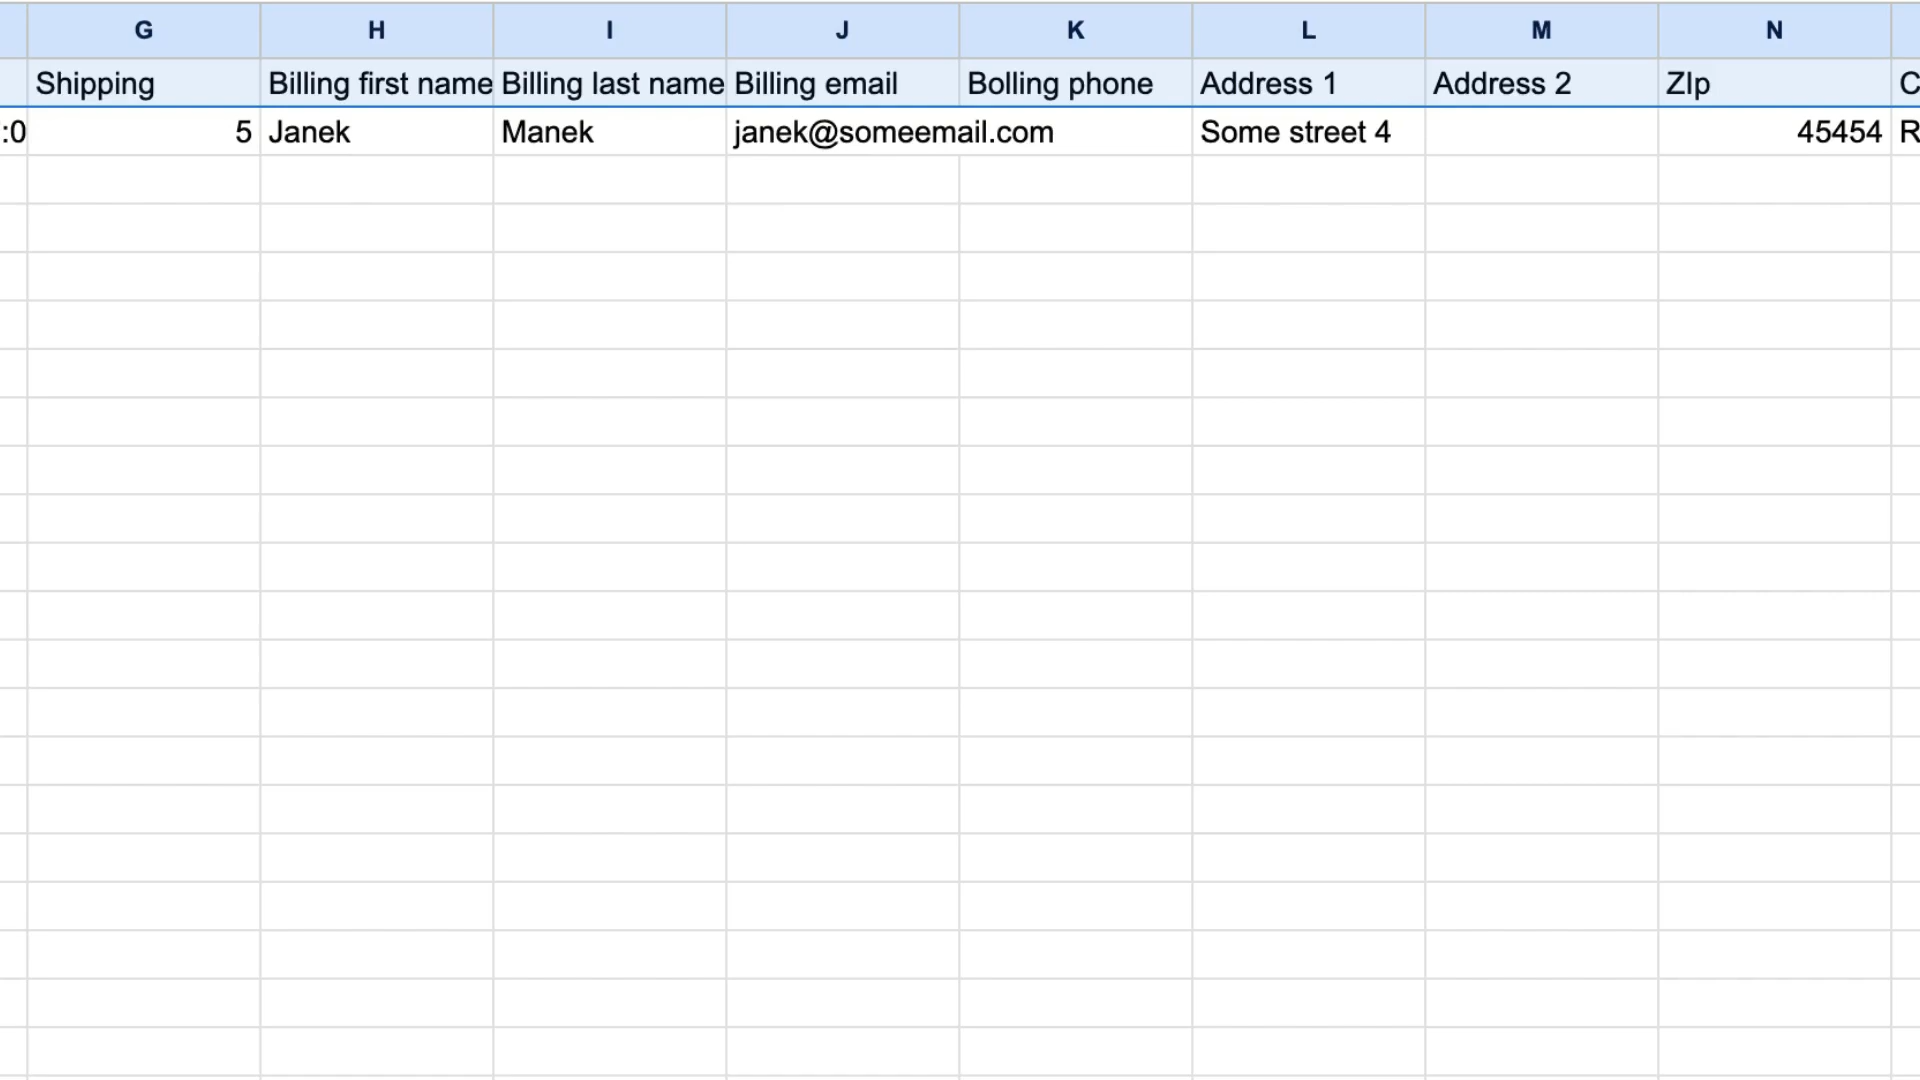 G H I J K L M N
Shipping Billing first name Billing last name Billing email Bolling phone Address 1 Address 2 ZIp C
:0 5 Janek Manek janek@someemail.com Some street 4 45454 R